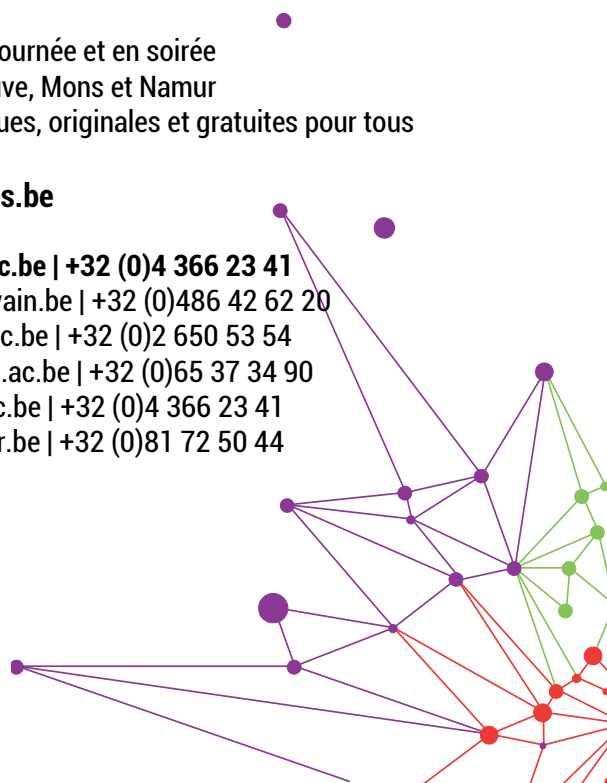 ournée et en soirée
ve, Mons et Namur
ues, originales et gratuites pour tous
s.be
c.be | +32 (0)4 366 23 41
vain.be | +32 (0)486 42 62 20
c.be | +32 (0)2 650 53 54
.ac.be | +32 (0)65 37 34 90
c.be | +32 (0)4 366 23 41
r.be | +32 (0)81 72 50 44